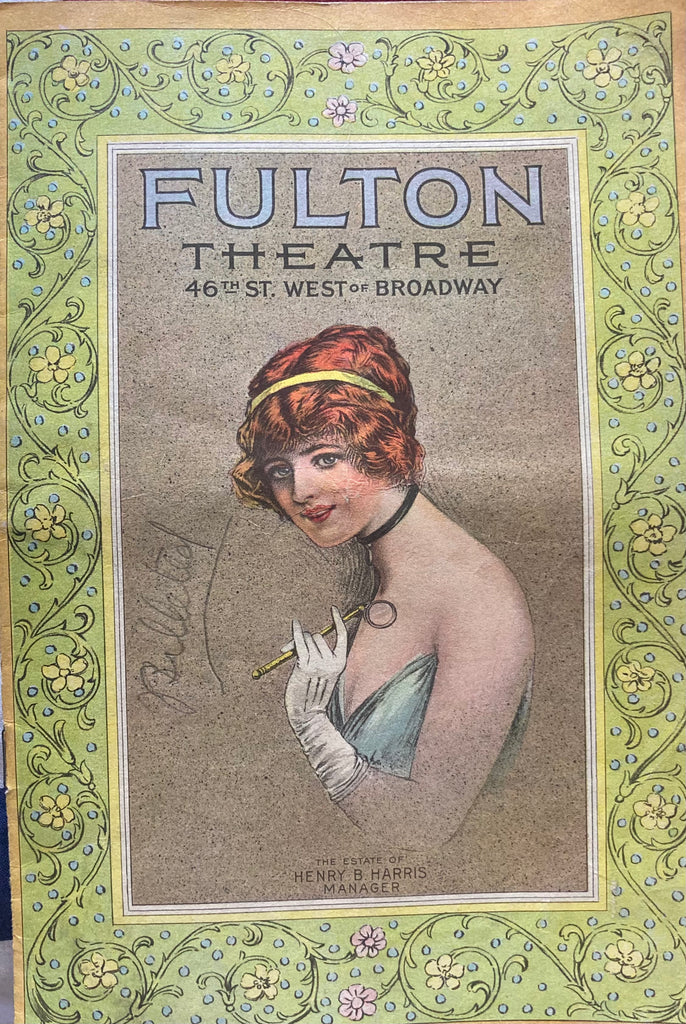 FULTON
THEATRE
46TH ST. WEST OF BROADWAY
THE ESTATE OF
HENRY B. HARRIS
MANAGER